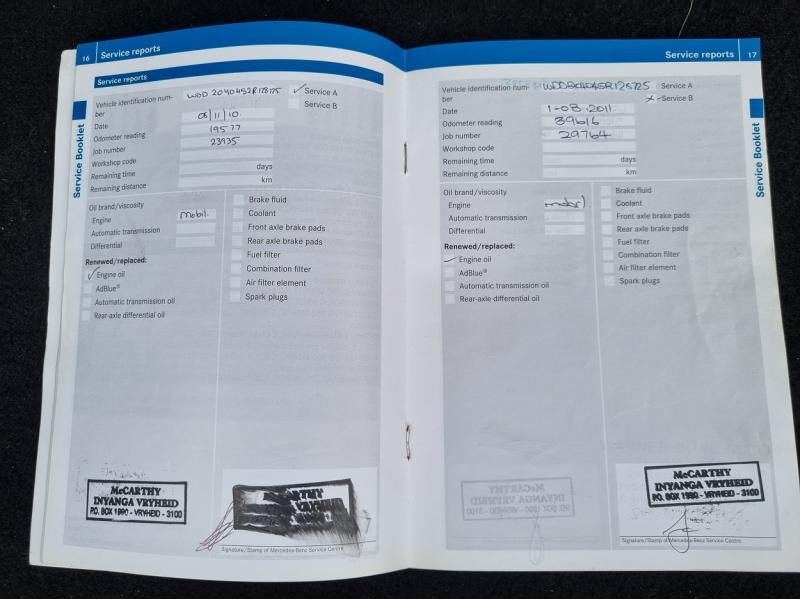 16 Service reports
Service reports
Service Booklet
Vehicle identification num-
ber
WDD 2040452R178775
✓ Service A
Service B
Date 08/11/10.
Odometer reading 19577
Job number 23935
Workshop code
Remaining time days
Remaining distance km
Oil brand/viscosity
Engine mobil.
Automatic transmission
Differential
Renewed/replaced:
✓ Engine oil
AdBlue®
Automatic transmission oil
Rear-axle differential oil
Brake fluid
Coolant
Front axle brake pads
Rear axle brake pads
Fuel filter
Combination filter
Air filter element
Spark plugs
McCARTHY
INYANGA VRYHEID
P.O. BOX 1990 - VRYHEID - 3100
Signature/Stamp of Mercedes-Benz Service Centre
Service reports 17
Service Booklet
Vehicle identification num-
ber
Service A
x - Service B
Date 1-03.2011
Odometer reading 39616
Job number 29764
Workshop code
Remaining time days
Remaining distance km
Oil brand/viscosity
Engine mobil.
Automatic transmission
Differential
Renewed/replaced:
✓ Engine oil
AdBlue®
Automatic transmission oil
Rear-axle differential oil
Brake fluid
Coolant
Front axle brake pads
Rear axle brake pads
Fuel filter
Combination filter
Air filter element
Spark plugs
McCARTHY
INYANGA VRYHEID
P.O. BOX 1990 - VRYHEID - 3100
Signature/Stamp of Mercedes-Benz Service Centre